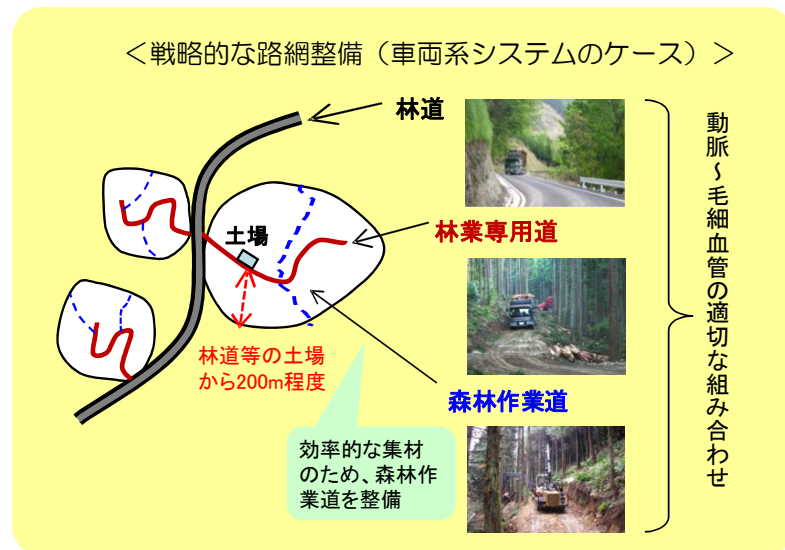 ＜戦略的な路網整備（車両系システムのケース）＞
林道
林業専用道
土場
林道等の土場
から200m程度
森林作業道
効率的な集材
のため、森林作
業道を整備
動脈～毛細血管の適切な組み合わせ